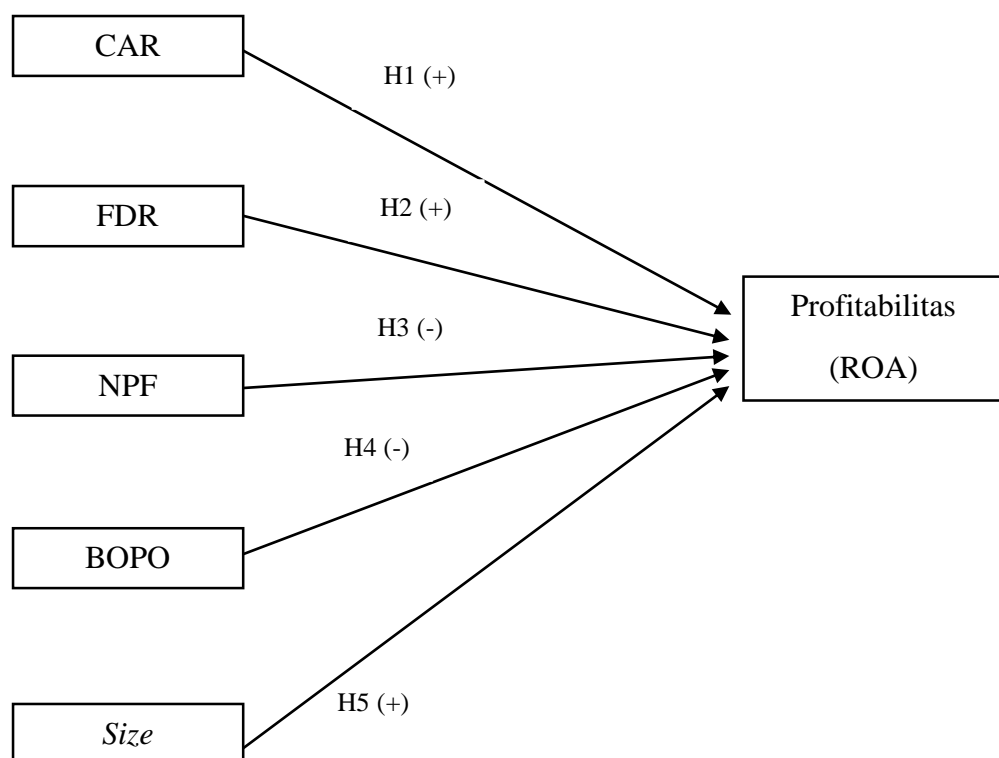 CAR
H1 (+)
FDR
H2 (+)
Profitabilitas
(ROA)
H3 (-)
NPF
H4 (-)
BOPO
H5 (+)
Size